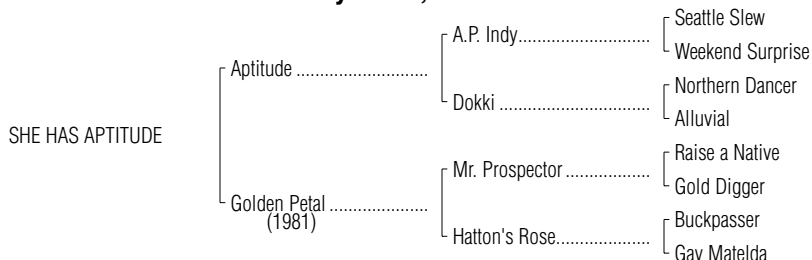 Seattle Slew
A.P. Indy..............................
Weekend Surprise
Aptitude ..............................
Northern Dancer
Dokki ..................................
Alluvial
SHE HAS APTITUDE
Raise a Native
Mr. Prospector ....................
Gold Digger
Golden Petal .......................
(1981)
Buckpasser
Hatton's Rose......................
Gay Matelda